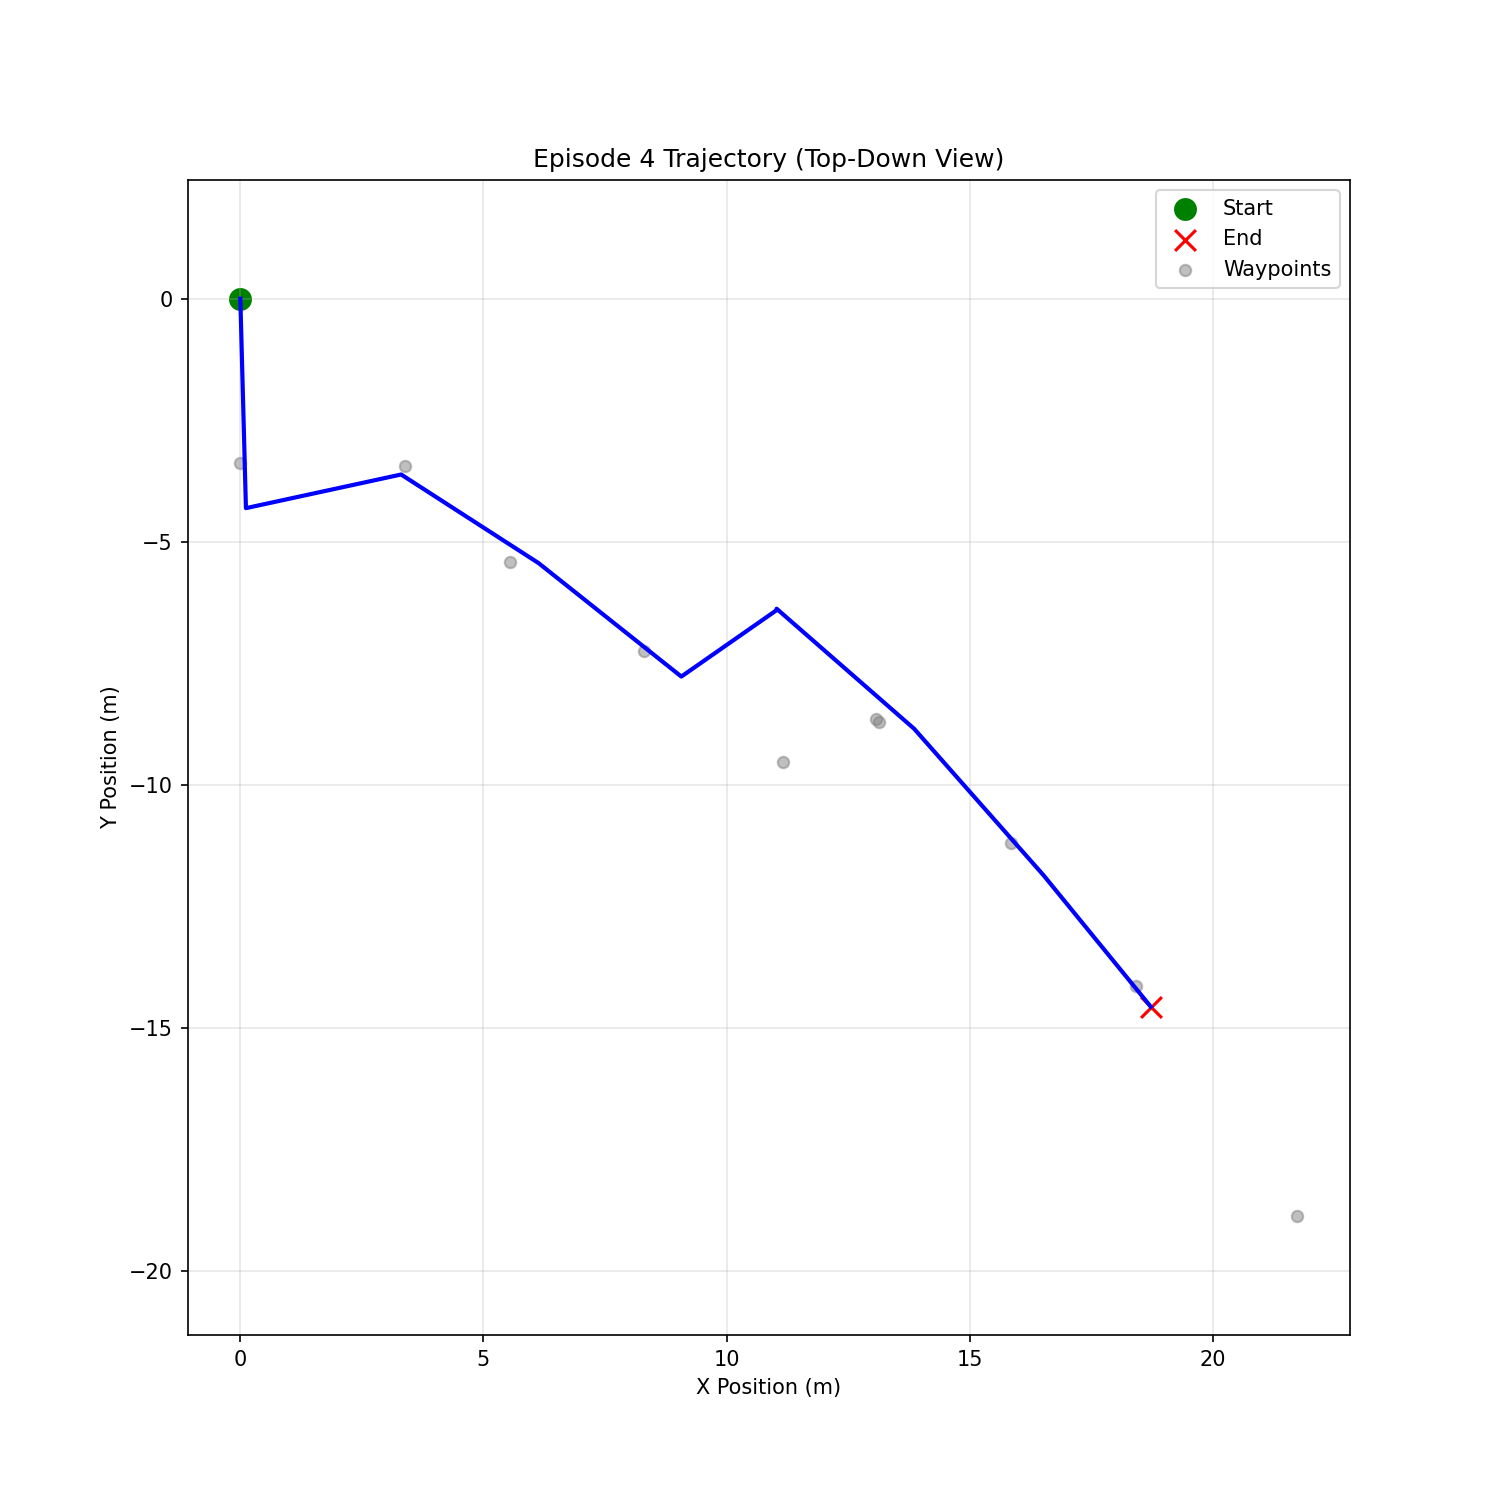 Episode 4 Trajectory (Top-Down View)
Start
End
Waypoints
0
−5
−10
−15
−20
Y Position (m)
0 5 10 15 20
X Position (m)